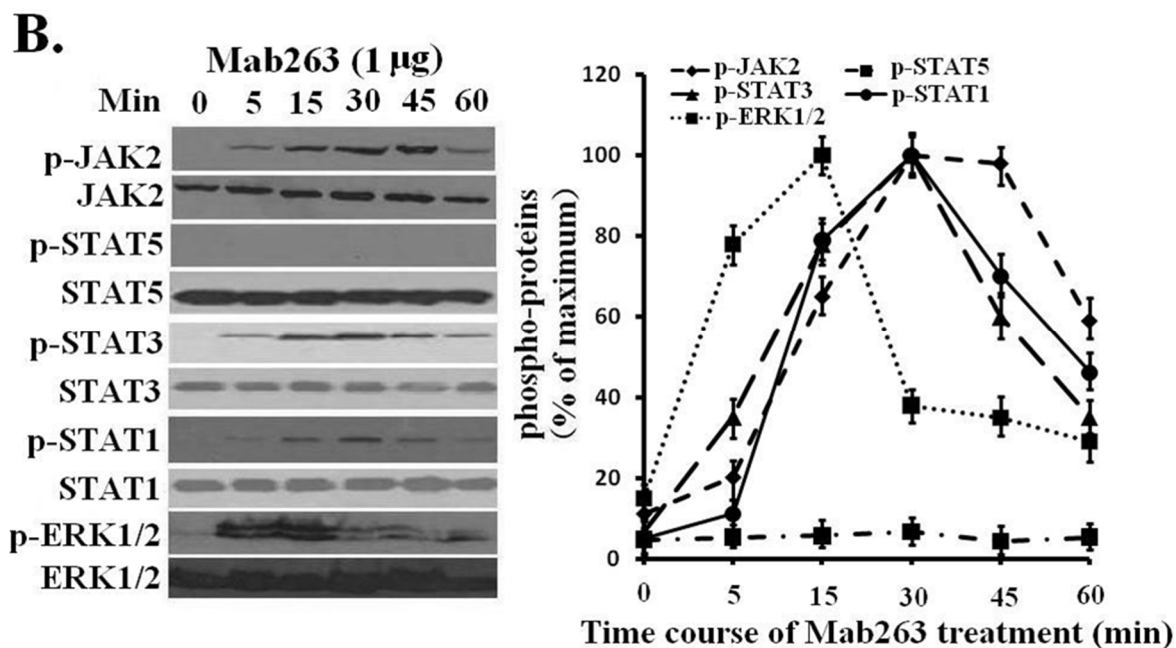 B.
Mab263 (1 µg)
Min 0 5 15 30 45 60
p-JAK2
JAK2
p-STAT5
STAT5
p-STAT3
STAT3
p-STAT1
STAT1
p-ERK1/2
ERK1/2
phospho-proteins
(% of maximum)
120
100
80
60
40
20
0
p-JAK2 p-STAT5
p-STAT3 p-STAT1
p-ERK1/2
0 5 15 30 45 60
Time course of Mab263 treatment (min)